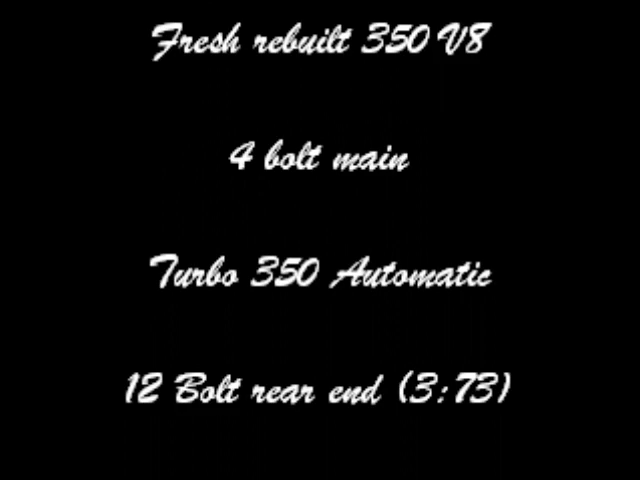 Fresh rebuilt 350 V8
4 bolt main
Turbo 350 Automatic
12 Bolt rear end (3:73)